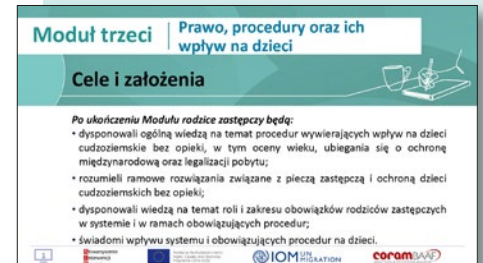 Moduł trzeci
Prawo, procedury oraz ich
wpływ na dzieci
Cele i założenia
Po ukończeniu Modułu rodzice zastępczy będą:
• dysponowali ogólną wiedzą na temat procedur wywierających wpływ na dzieci
cudzoziemskie bez opieki, w tym oceny wieku, ubiegania się o ochronę
międzynarodową oraz legalizacji pobytu;
• rozumieli ramowe rozwiązania związane z pieczą zastępczą i ochroną dzieci
cudzoziemskich bez opieki;
• dysponowali wiedzą na temat roli i zakresu obowiązków rodziców zastępczych
w systemie i w ramach obowiązujących procedur;
• świadomi wpływu systemu i obowiązujących procedur na dzieci.
Stowarzyszenie
Interwencji
IOM UN MIGRATION
coramBAAF